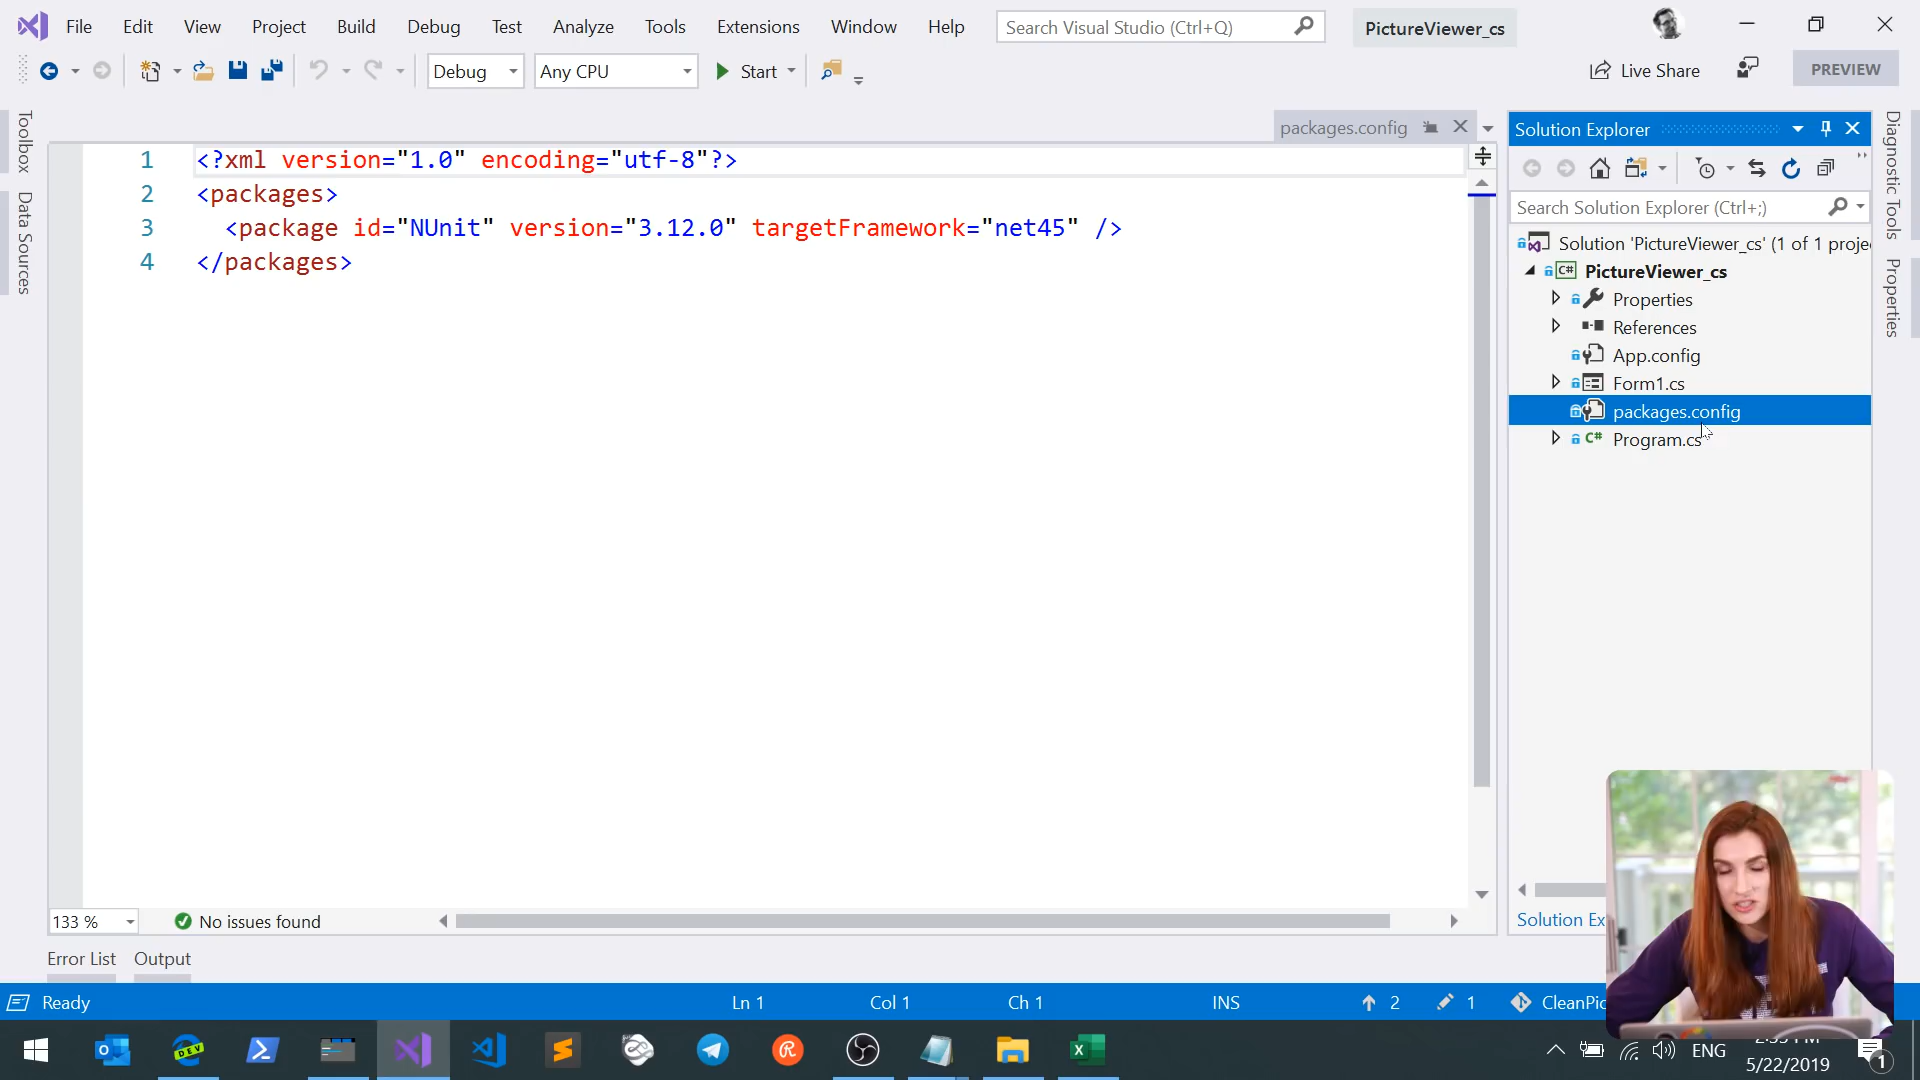 File Edit View Project Build Debug Test Analyze Tools Extensions Window Help Search Visual Studio (Ctrl+Q) PictureViewer_cs
Debug Any CPU Start Live Share PREVIEW
Toolbox
Data Sources
packages.config
1 <?xml version="1.0" encoding="utf-8"?>
2 <packages>
3 <package id="NUnit" version="3.12.0" targetFramework="net45" />
4 </packages>
Solution Explorer
Search Solution Explorer (Ctrl+;)
Solution 'PictureViewer_cs' (1 of 1 proje
C# PictureViewer_cs
Properties
References
App.config
Form1.cs
packages.config
C# Program.cs
Solution Ex
Diagnostic Tools
Properties
133 % No issues found
Error List Output
Ready Ln 1 Col 1 Ch 1 INS 2 1 CleanPic
DEV
ENG
5/22/2019
1